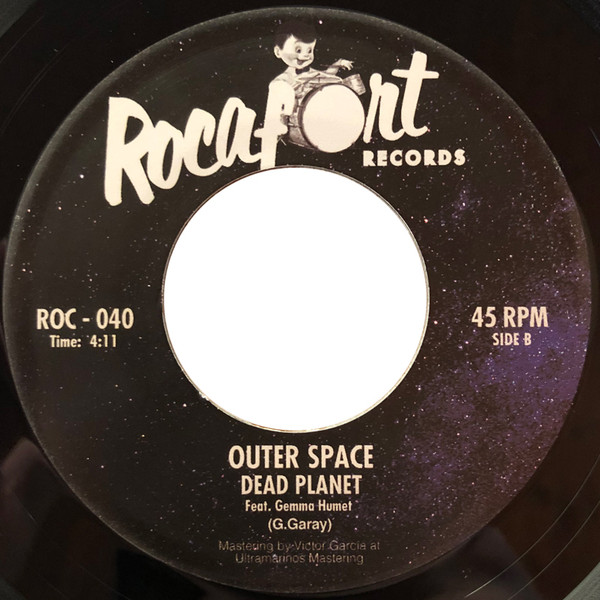 Rocafort
RECORDS
ROC - 040
Time: 4:11
45 RPM
SIDE B
OUTER SPACE
DEAD PLANET
Feat. Gemma Humet
(G.Garay)
Mastering by Victor Garcia at
Ultramarinos Mastering